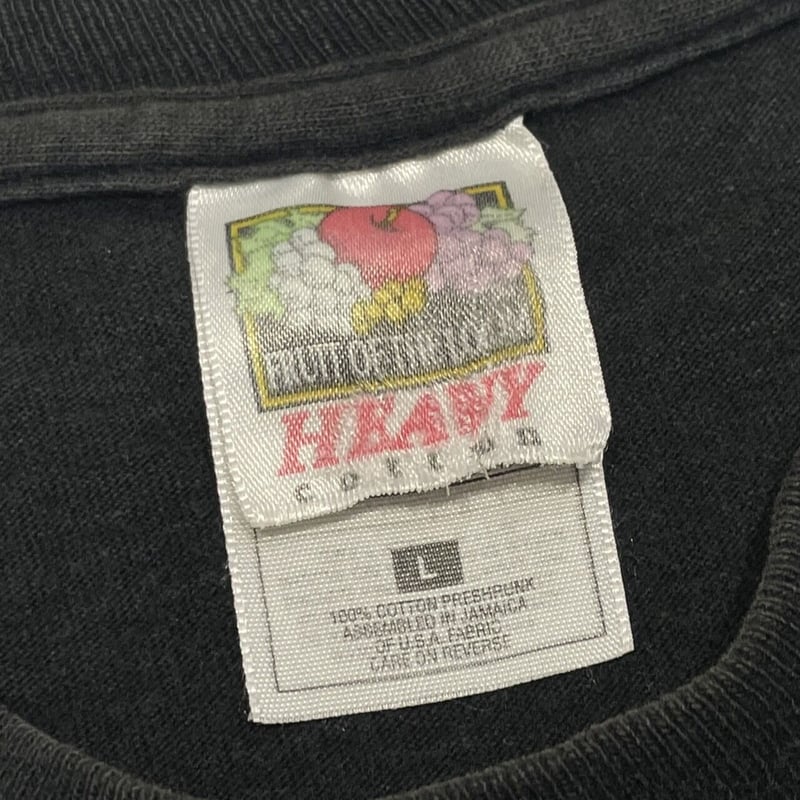 FRUIT OF THE LOOM
HEAVY
COTTON
L
100% COTTON PRESHRUNK
ASSEMBLED IN JAMAICA
OF U.S.A. FABRIC
CARE ON REVERSE